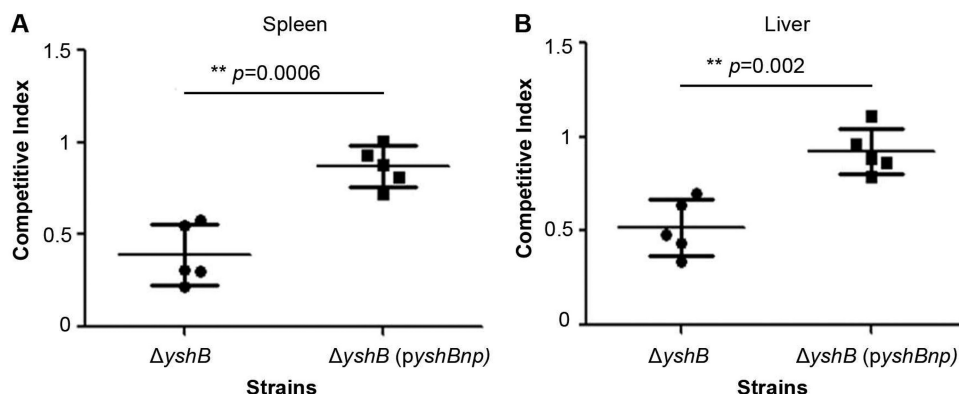 A
Spleen
1.5
** p=0.0006
1
0.5
0
Competitive Index
ΔyshB
ΔyshB (pyshBnp)
Strains
B
Liver
1.5
** p=0.002
1
0.5
0
Competitive Index
ΔyshB
ΔyshB (pyshBnp)
Strains